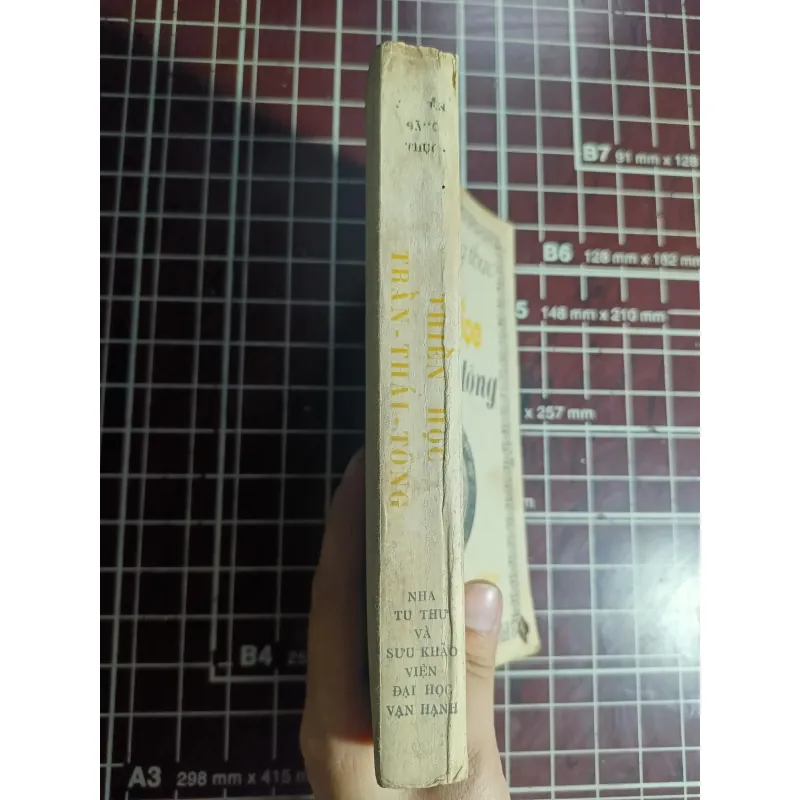 THIỀN HỌC
TRẦN - THÁI - TÔNG
NHA
TU THƯ
VÀ
SƯU KHẢO
VIỆN
ĐẠI HỌC
VẠN HẠNH
B7 91 mm x 128
B6 128 mm x 182 mm
5 148 mm x 210 mm
x 257 mm
B4
A3 298 mm x 415 m